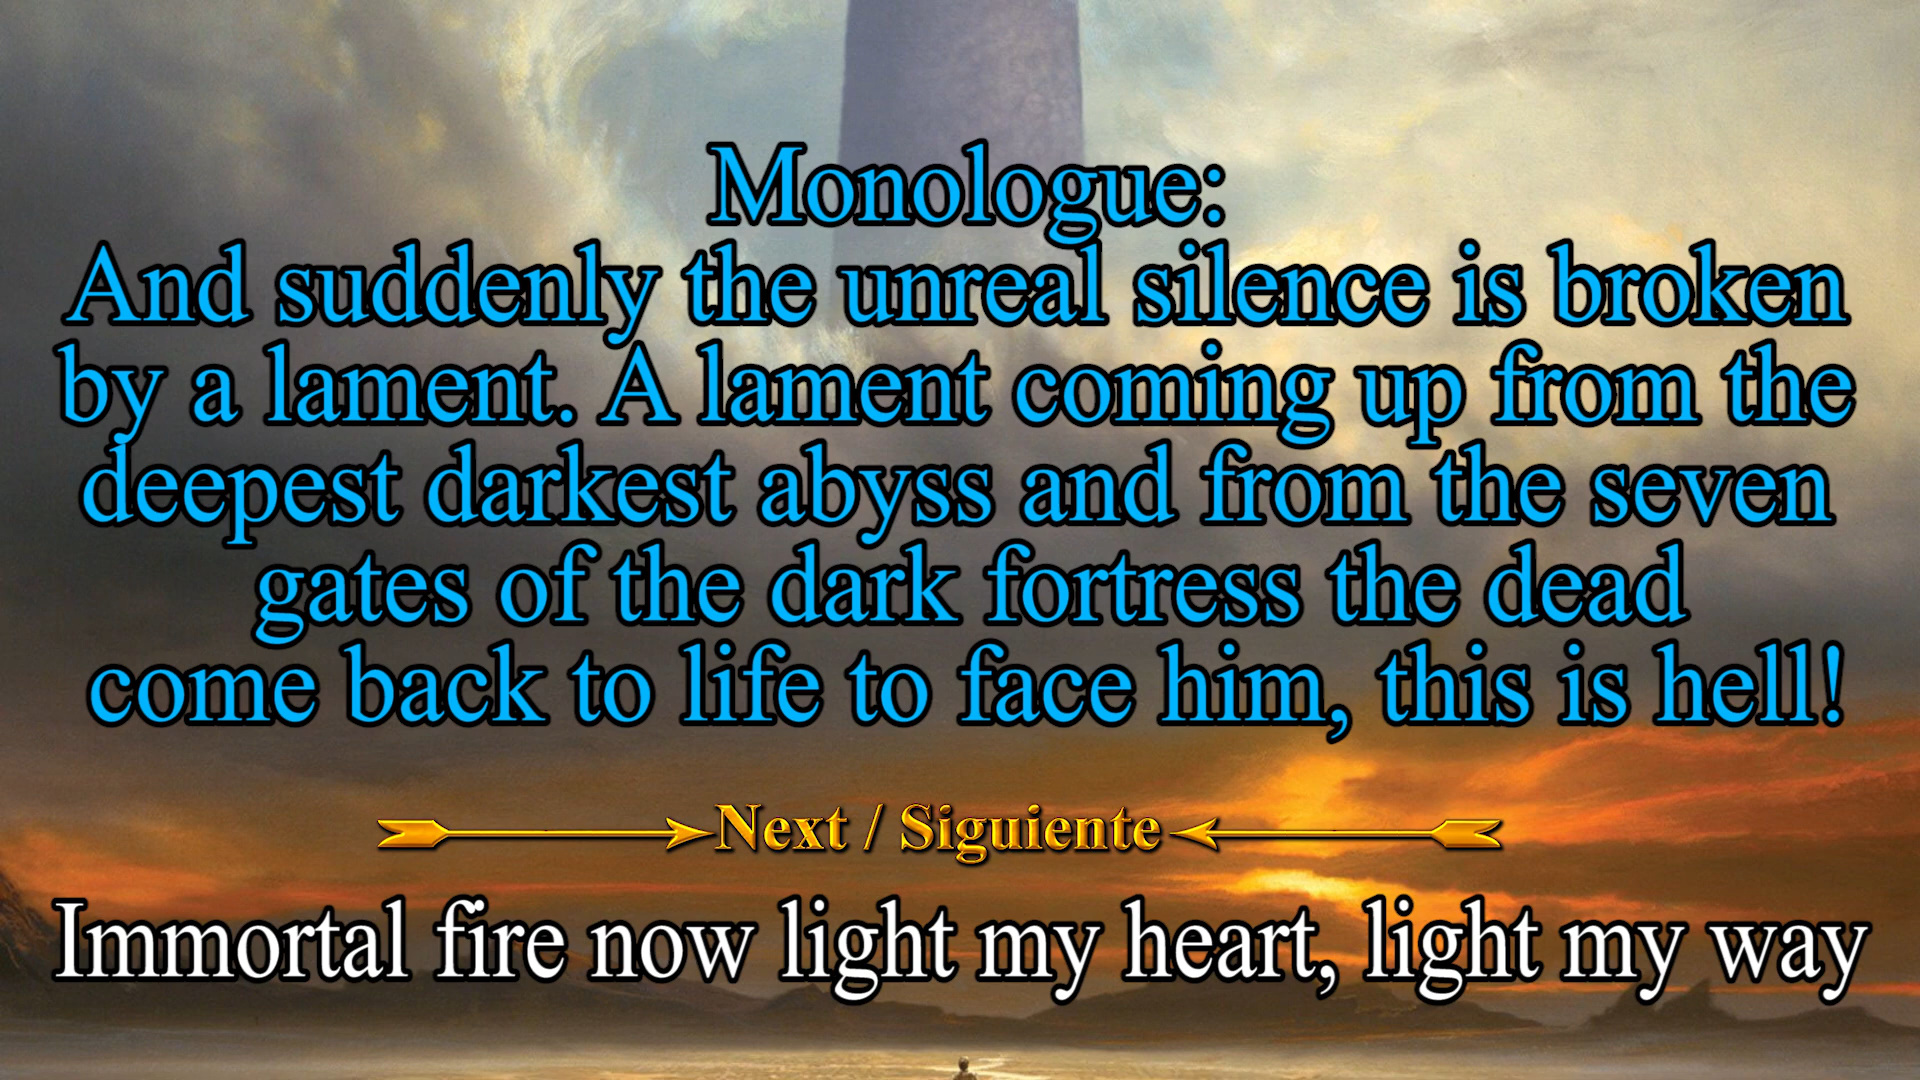 Monologue:
And suddenly the unreal silence is broken
by a lament. A lament coming up from the
deepest darkest abyss and from the seven
gates of the dark fortress the dead
come back to life to face him, this is hell!
Next / Siguiente
Immortal fire now light my heart, light my way